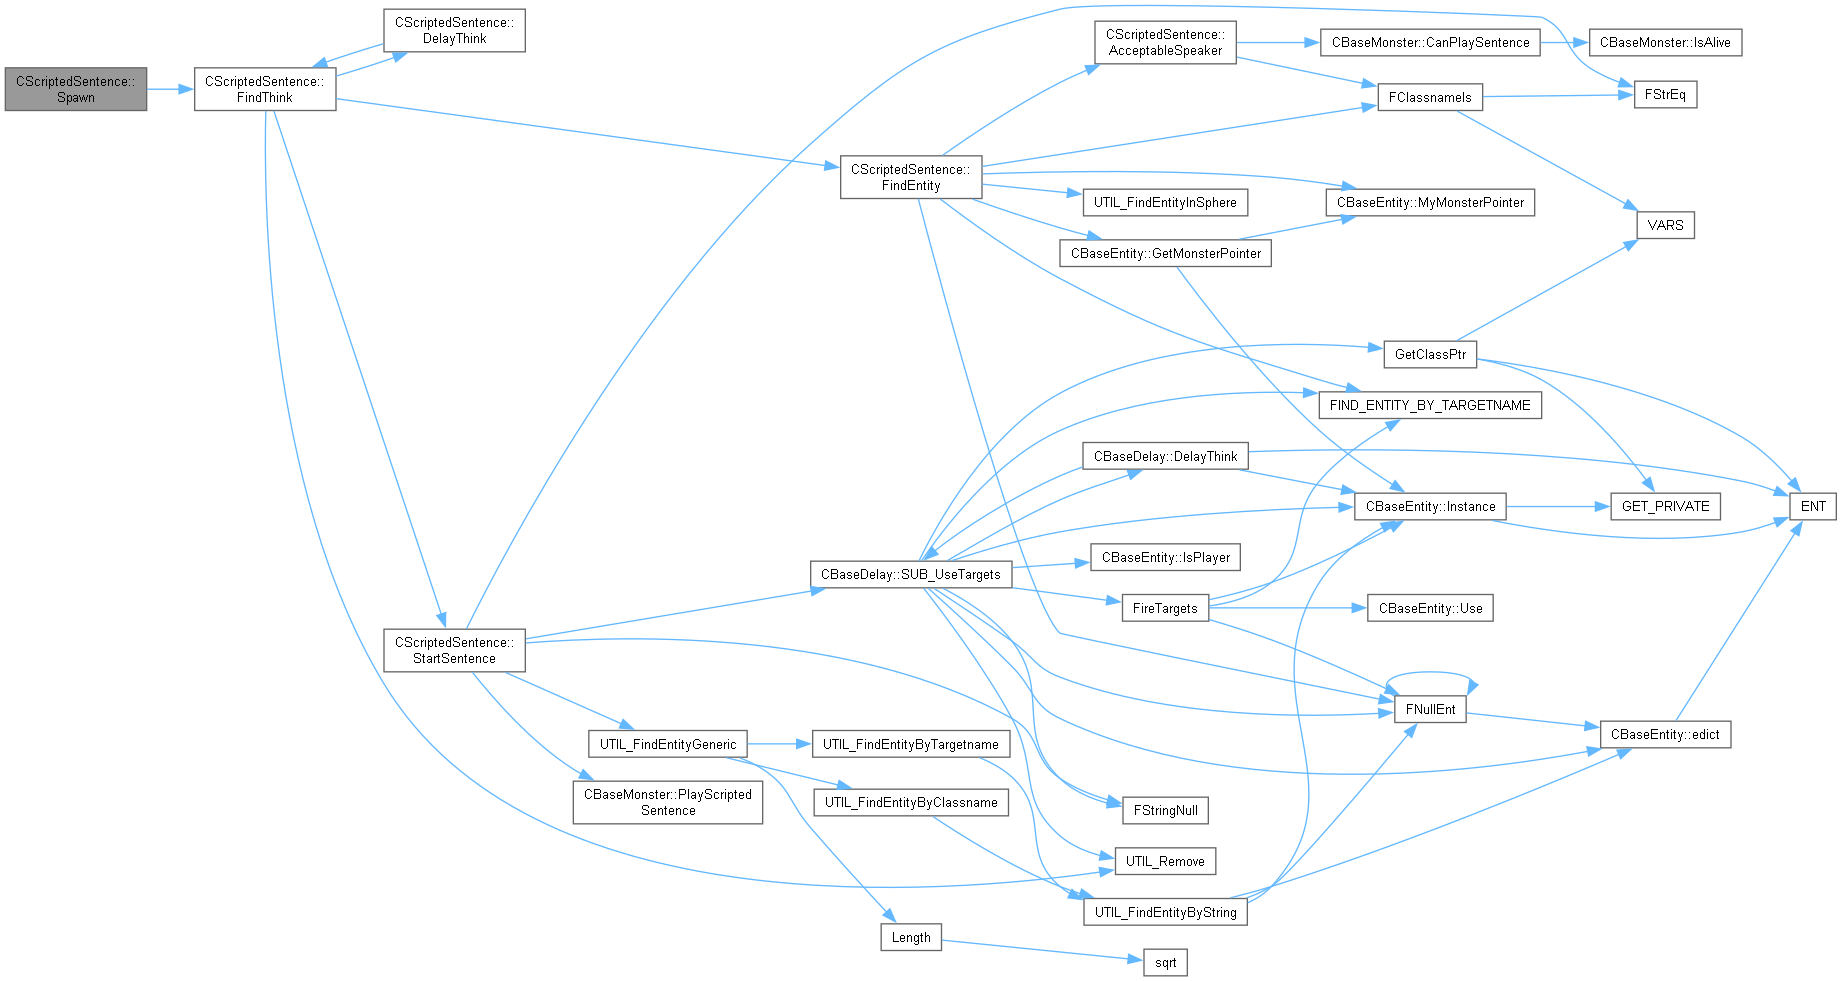 CScriptedSentence::
Spawn
CScriptedSentence::
FindThink
CScriptedSentence::
DelayThink
CScriptedSentence::
FindEntity
CScriptedSentence::
StartSentence
CScriptedSentence::
AcceptableSpeaker
CBaseMonster::CanPlaySentence
CBaseMonster::IsAlive
FClassnameIs
FStrEq
UTIL_FindEntityInSphere
CBaseEntity::MyMonsterPointer
VARS
CBaseEntity::GetMonsterPointer
GetClassPtr
FIND_ENTITY_BY_TARGETNAME
CBaseDelay::DelayThink
CBaseEntity::Instance
GET_PRIVATE
ENT
CBaseEntity::IsPlayer
CBaseDelay::SUB_UseTargets
FireTargets
CBaseEntity::Use
FNullEnt
CBaseEntity::edict
UTIL_FindEntityGeneric
UTIL_FindEntityByTargetname
CBaseMonster::PlayScripted
Sentence
UTIL_FindEntityByClassname
FStringNull
UTIL_Remove
UTIL_FindEntityByString
Length
sqrt